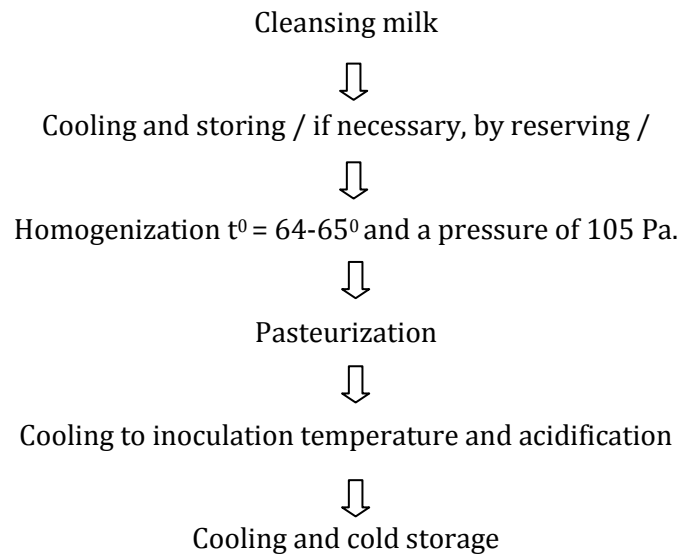 Cleansing milk
Cooling and storing / if necessary, by reserving /
Homogenization t⁰ = 64-65⁰ and a pressure of 105 Pa.
Pasteurization
Cooling to inoculation temperature and acidification
Cooling and cold storage